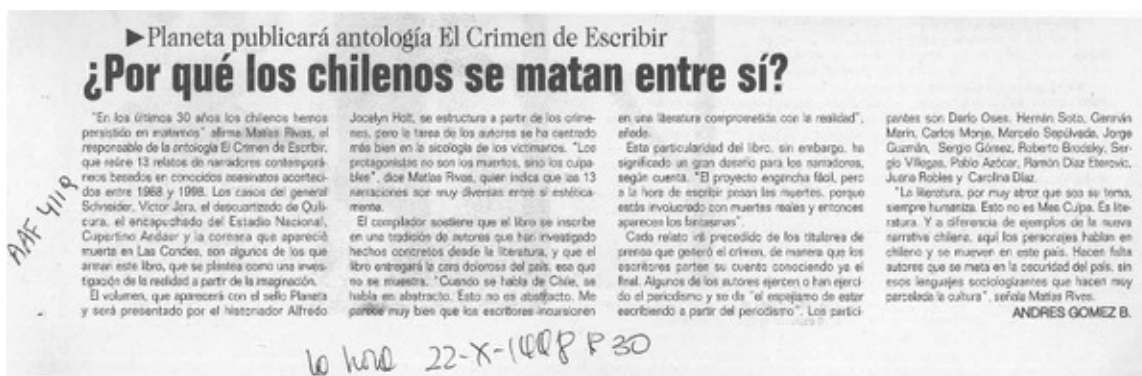 ►Planeta publicará antología El Crimen de Escribir
¿Por qué los chilenos se matan entre sí?
"En los últimos 30 años los chilenos hemos
persistido en matarnos" afirma Matías Rivas, el
responsable de la antología El Crimen de Escribir,
que reúne 13 relatos de narradores contemporá-
neos basados en conocidos asesinatos aconteci-
dos entre 1968 y 1998. Los casos del general
Schneider, Víctor Jara, el descuartizado de Quili-
cura, el encapuchado del Estadio Nacional,
Cupertino Andaur y la coreana que apareció
muerta en Las Condes, son algunos de los que
arman este libro, que se plantea como una inves-
tigación de la realidad a partir de la imaginación.
El volumen, que aparecerá con el sello Planeta
y será presentado por el historiador Alfredo
Jocelyn Holt, se estructura a partir de los críme-
nes, pero la tarea de los autores se ha centrado
más bien en la sicología de los victimarios. "Los
protagonistas no son los muertos, sino los culpa-
bles", dice Matías Rivas, quien indica que las 13
narraciones son muy diversas entre sí estética-
mente.
El compilador sostiene que el libro se inscribe
en una tradición de autores que han investigado
hechos concretos desde la literatura, y que el
libro entregará la cara dolorosa del país, esa que
no se muestra. "Cuando se habla de Chile, se
habla en abstracto. Esto no es abstracto. Me
parece muy bien que los escritores incursionen
en una literatura comprometida con la realidad",
añade.
Esta particularidad del libro, sin embargo, ha
significado un gran desafío para los narradores,
según cuenta. "El proyecto engancha fácil, pero
a la hora de escribir pesan las muertes, porque
estás involucrado con muertes reales y entonces
aparecen los fantasmas".
Cada relato irá precedido de los titulares de
prensa que generó el crimen, de manera que los
escritores parten su cuento conociendo ya el
final. Algunos de los autores ejercen o han ejerci-
do el periodismo y se da "el espejismo de estar
escribiendo a partir del periodismo". Los partici-
pantes son Darío Oses, Hernán Soto, Germán
Marín, Carlos Monje, Marcelo Sepúlveda, Jorge
Guzmán, Sergio Gómez, Roberto Brodsky, Ser-
gio Villegas, Pablo Azócar, Ramón Díaz Eterovic,
Juana Robles y Carolina Díaz.
"La literatura, por muy atroz que sea su tema,
siempre humaniza. Esto no es Mea Culpa. Es lite-
ratura. Y a diferencia de ejemplos de la nueva
narrativa chilena, aquí los personajes hablan en
chileno y se mueven en este país. Hacen falta
autores que se meta en la oscuridad del país, sin
esos lenguajes sociologizantes que hacen muy
parcelada la cultura", señala Matías Rivas.
ANDRES GOMEZ B.
AAF 4119
la hora 22-X-1998 P 30